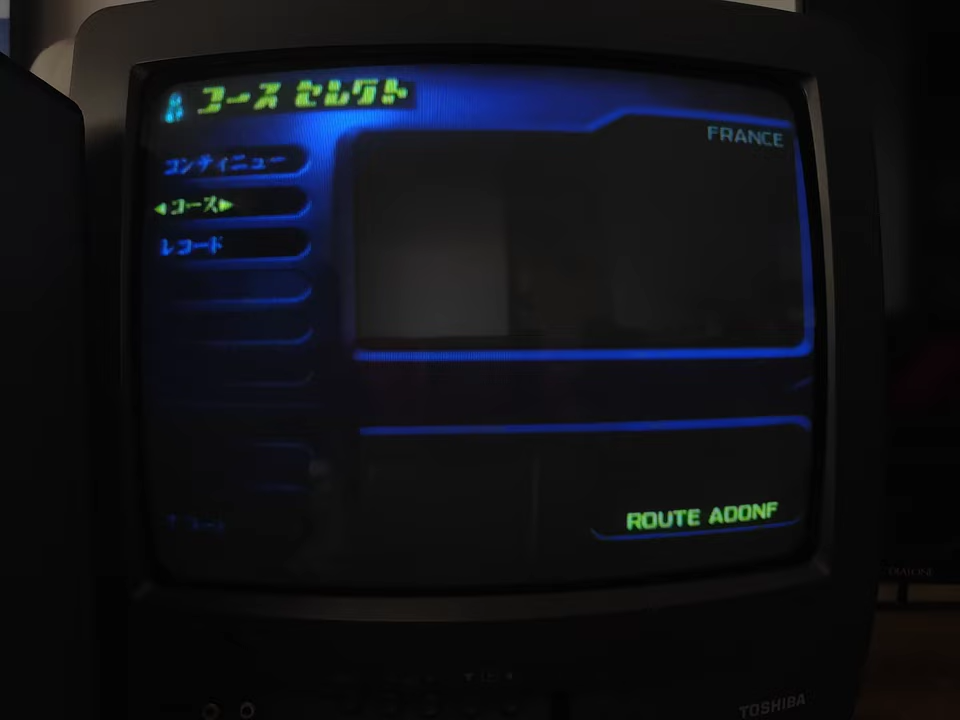 コース セレクト
FRANCE
コンティニュー
◀コース▶
レコード
ROUTE ADONF
DIATONE
TOSHIBA